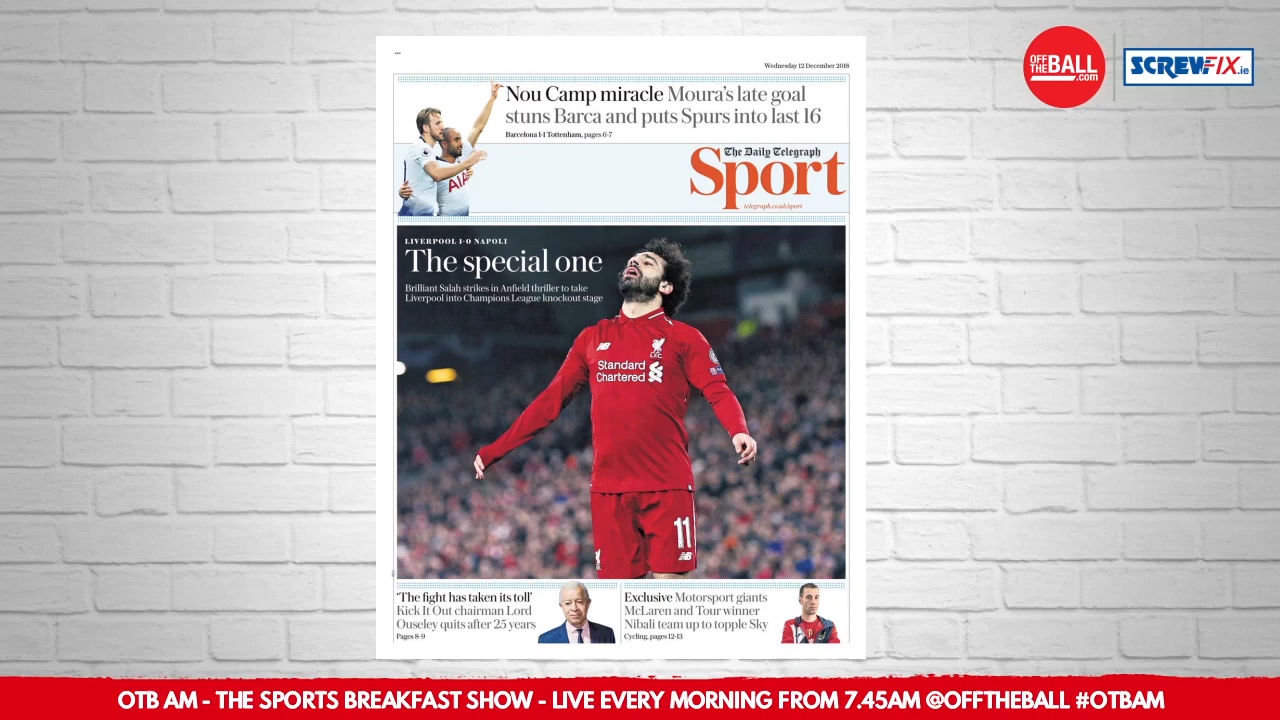 OFF
THE BALL
.com
SCREWFIX.ie
Wednesday 12 December 2018
Nou Camp miracle Moura's late goal
stuns Barca and puts Spurs into last 16
Barcelona 1-1 Tottenham, pages 6-7
The Daily Telegraph
Sport
telegraph.co.uk/sport
AIA
LIVERPOOL 1-0 NAPOLI
The special one
Brilliant Salah strikes in Anfield thriller to take
Liverpool into Champions League knockout stage
NB
L.F.C.
Standard
Chartered
11
NB
'The fight has taken its toll'
Kick It Out chairman Lord
Ouseley quits after 25 years
Pages 8-9
Exclusive Motorsport giants
McLaren and Tour winner
Nibali team up to topple Sky
Cycling, pages 12-13
OTB AM - THE SPORTS BREAKFAST SHOW - LIVE EVERY MORNING FROM 7.45AM @OFFTHEBALL #OTBAM